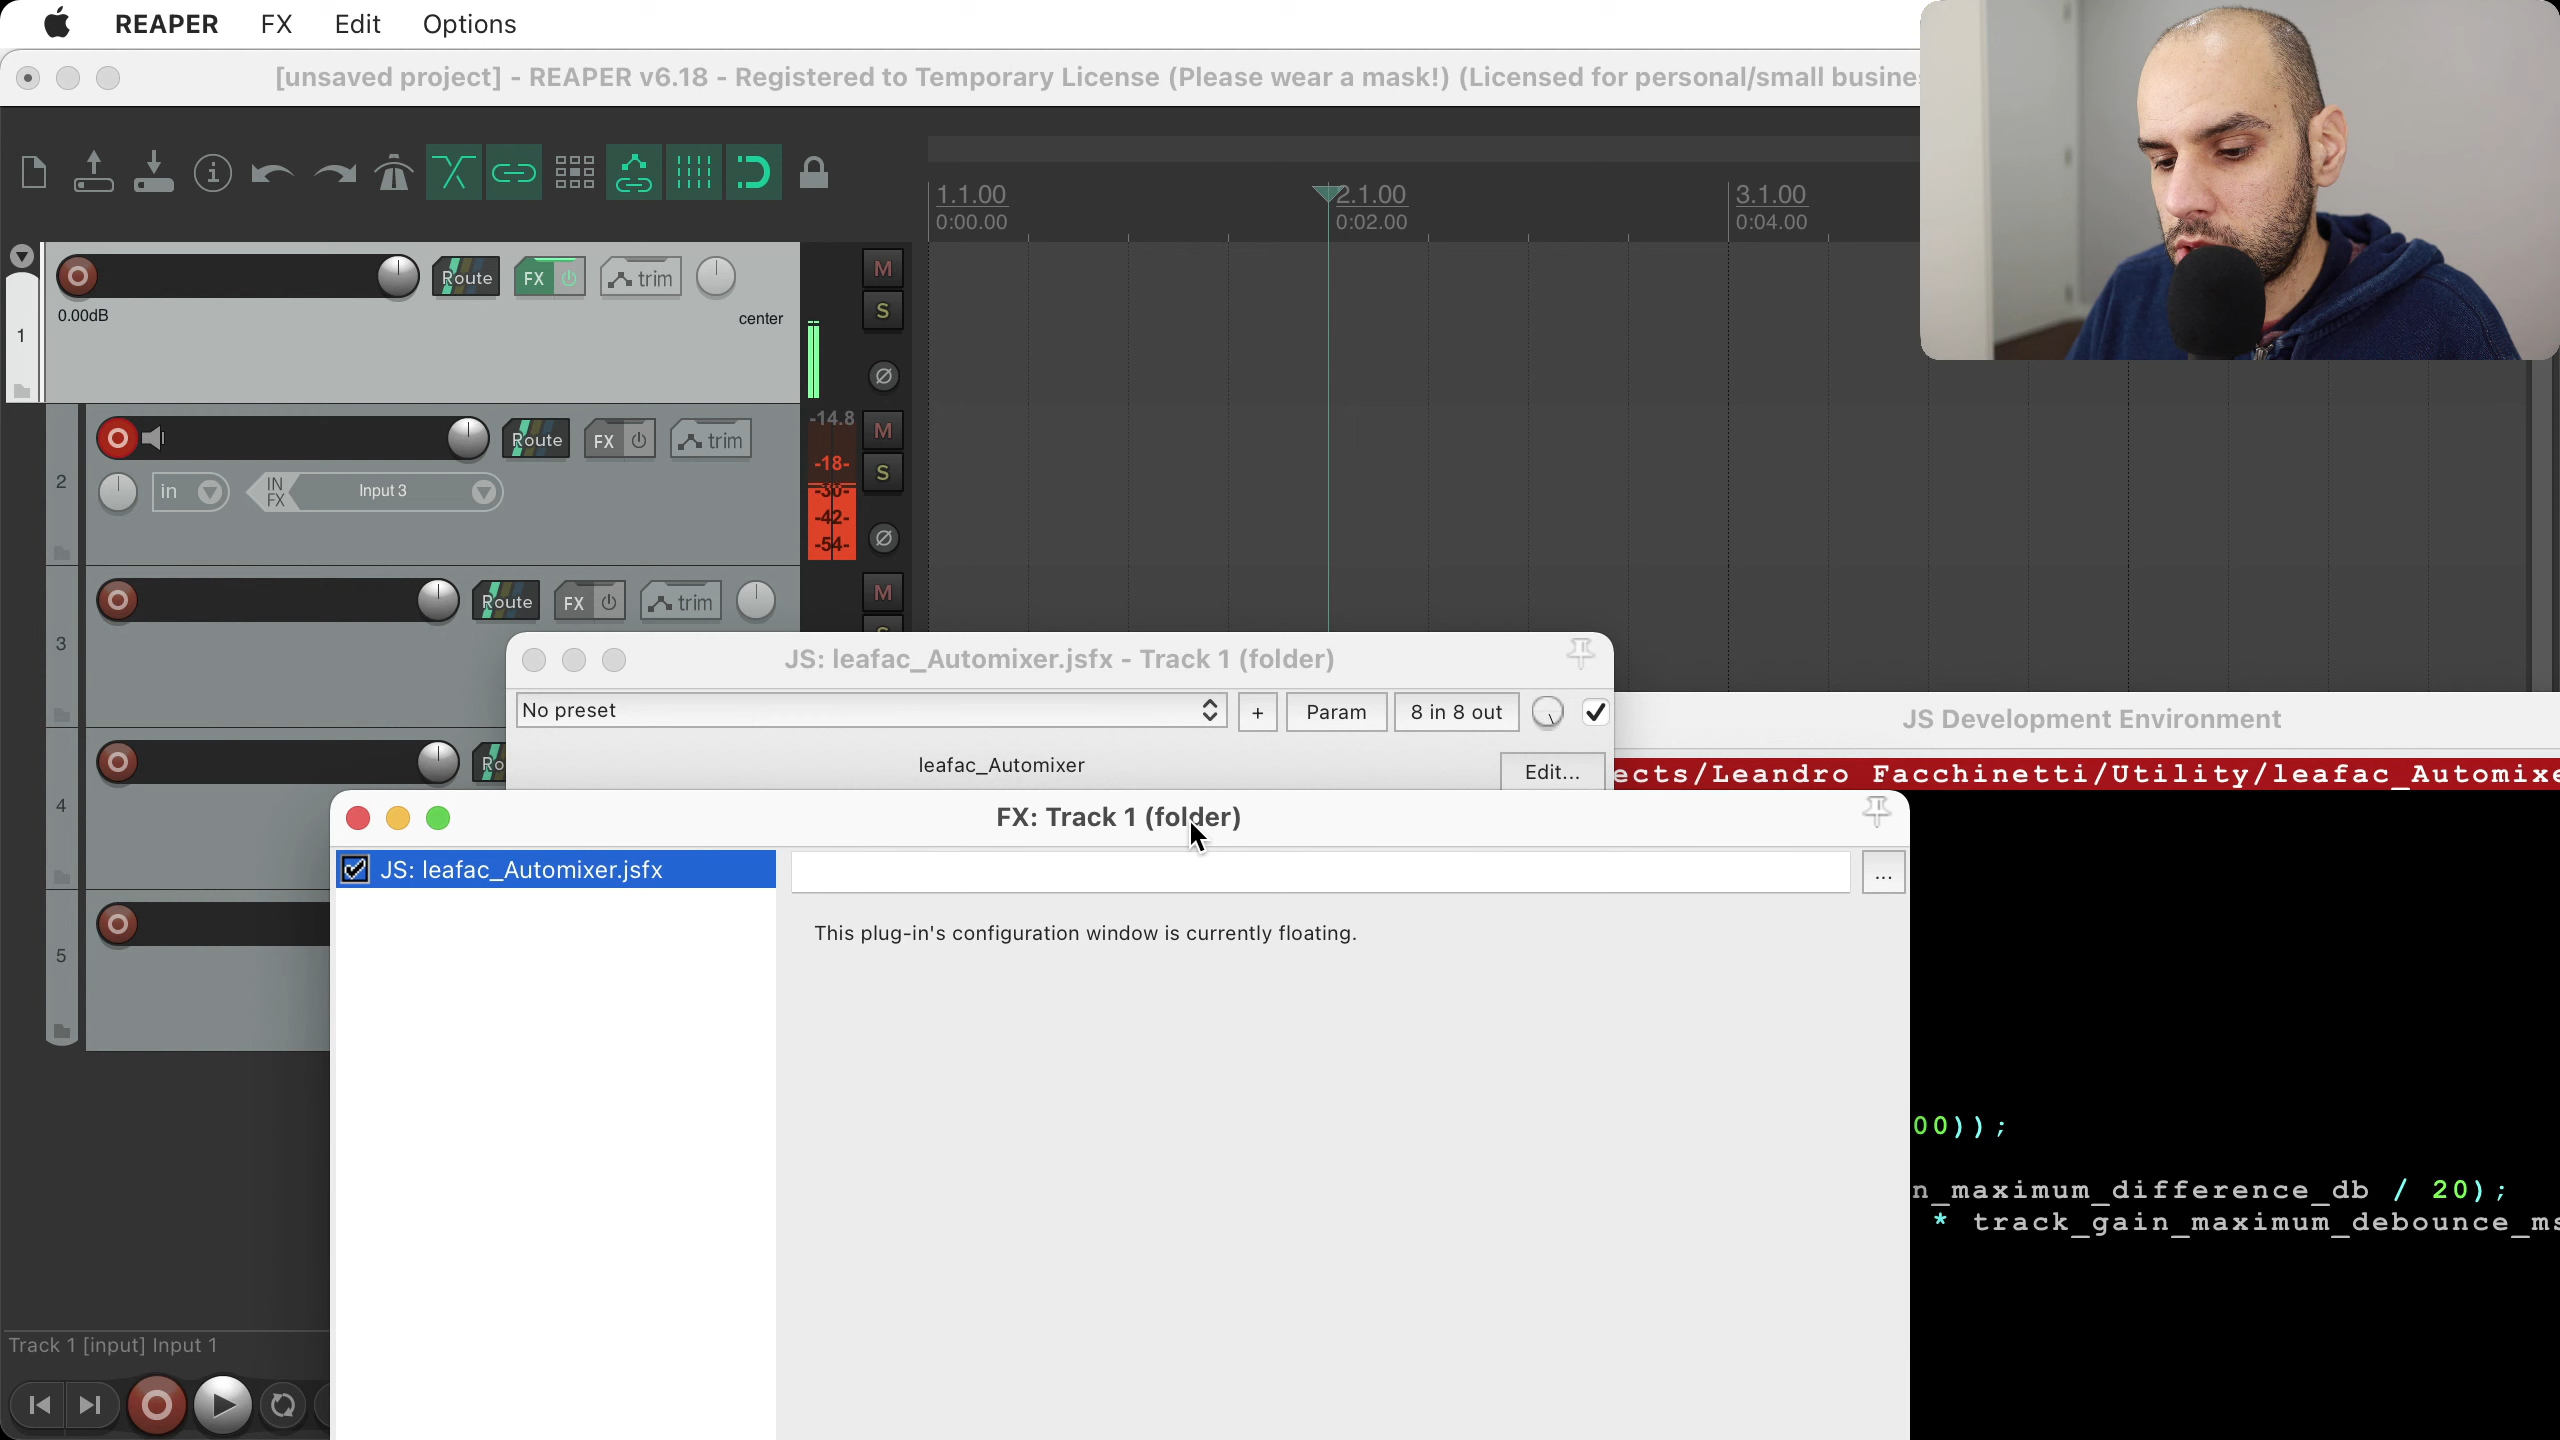 REAPER FX Edit Options
[unsaved project] - REAPER v6.18 - Registered to Temporary License (Please wear a mask!) (Licensed for personal/small
1.1.00 2.1.00 3.1.00
0:00.00 0:02.00 0:04.00
Route FX trim M
0.00dB center S
1
-14.8 M
Route FX trim
-18- S
2 in IN FX Input 3 -30-
-42-
-54-
Route FX trim M
3
JS: leafac_Automixer.jsfx - Track 1 (folder)
No preset + Param 8 in 8 out
JS Development Environment
leafac_Automixer Edit...
ects/Leandro Facchinetti/Utility/leafac_Automixe
4
FX: Track 1 (folder)
JS: leafac_Automixer.jsfx ...
This plug-in's configuration window is currently floating.
5
00));
n_maximum_difference_db / 20);
* track_gain_maximum_debounce_ms
Track 1 [input] Input 1